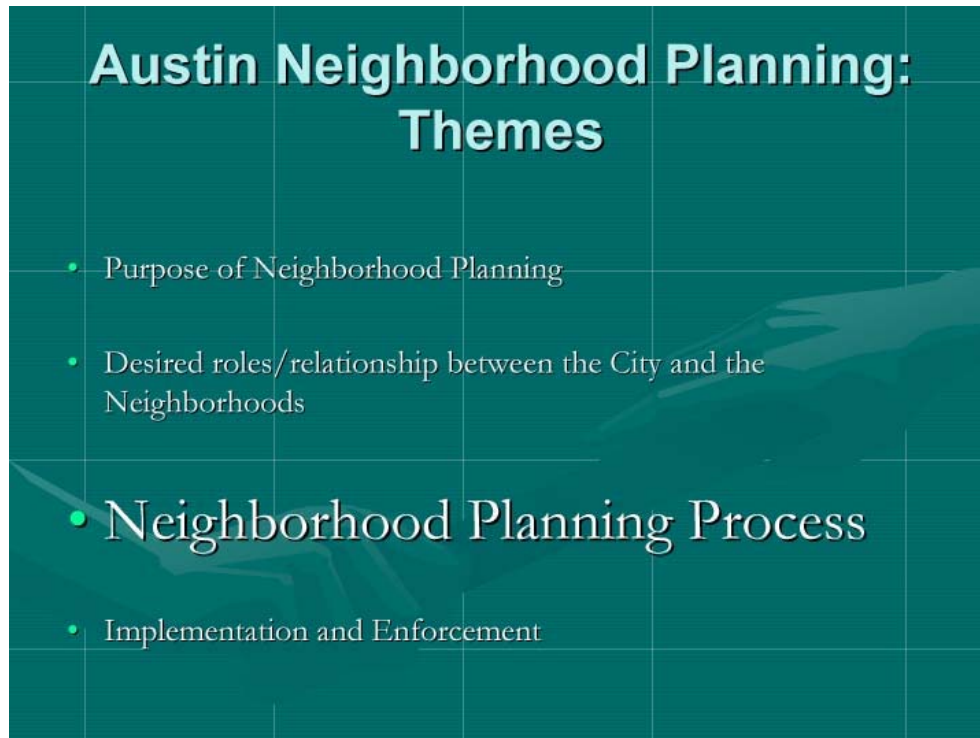 Austin Neighborhood Planning:
Themes
• Purpose of Neighborhood Planning
• Desired roles/relationship between the City and the
Neighborhoods
• Neighborhood Planning Process
• Implementation and Enforcement